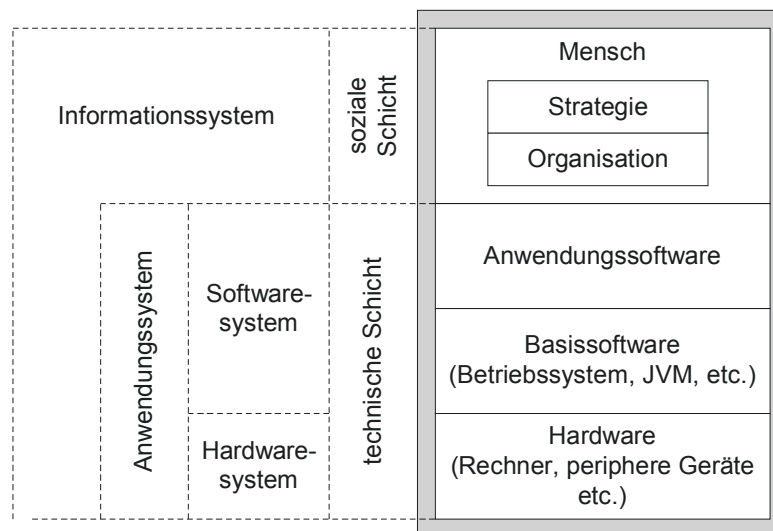 Informationssystem
soziale
Schicht
Mensch
Strategie
Organisation
Anwendungssystem
Software-
system
Hardware-
system
technische Schicht
Anwendungssoftware
Basissoftware
(Betriebssystem, JVM, etc.)
Hardware
(Rechner, periphere Geräte
etc.)